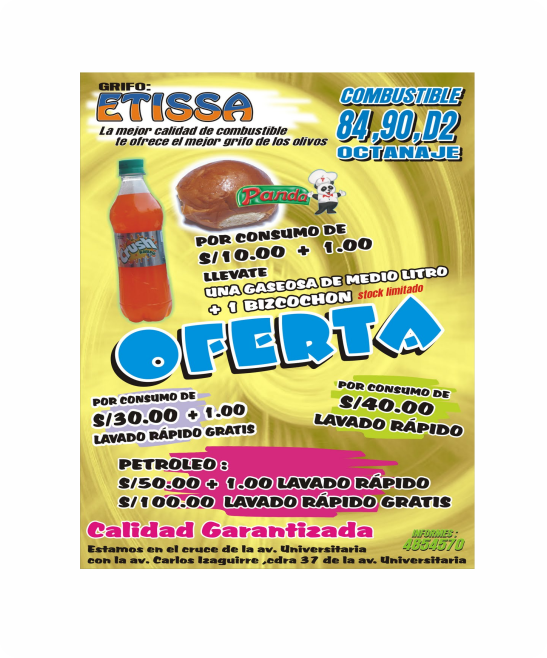 GRIFO:
ETISSA
La mejor calidad de combustible
te ofrece el mejor grifo de los olivos
COMBUSTIBLE
84,90,D2
OCTANAJE
Crush
Panda
POR CONSUMO DE
S/10.00 + 1.00
LLEVATE
UNA GASEOSA DE MEDIO LITRO
+ 1 BIZCOCHON stock limitado
OFERTA
POR CONSUMO DE
S/30.00 + 1.00
LAVADO RÁPIDO GRATIS
POR CONSUMO DE
S/40.00
LAVADO RÁPIDO
PETROLEO :
S/50.00 + 1.00 LAVADO RÁPIDO
S/100.00 LAVADO RÁPIDO GRATIS
Calidad Garantizada
Estamos en el cruce de la av. Universitaria
con la av. Carlos Izaguirre ,cdra 37 de la av. Universitaria
INFORMES :
4854570